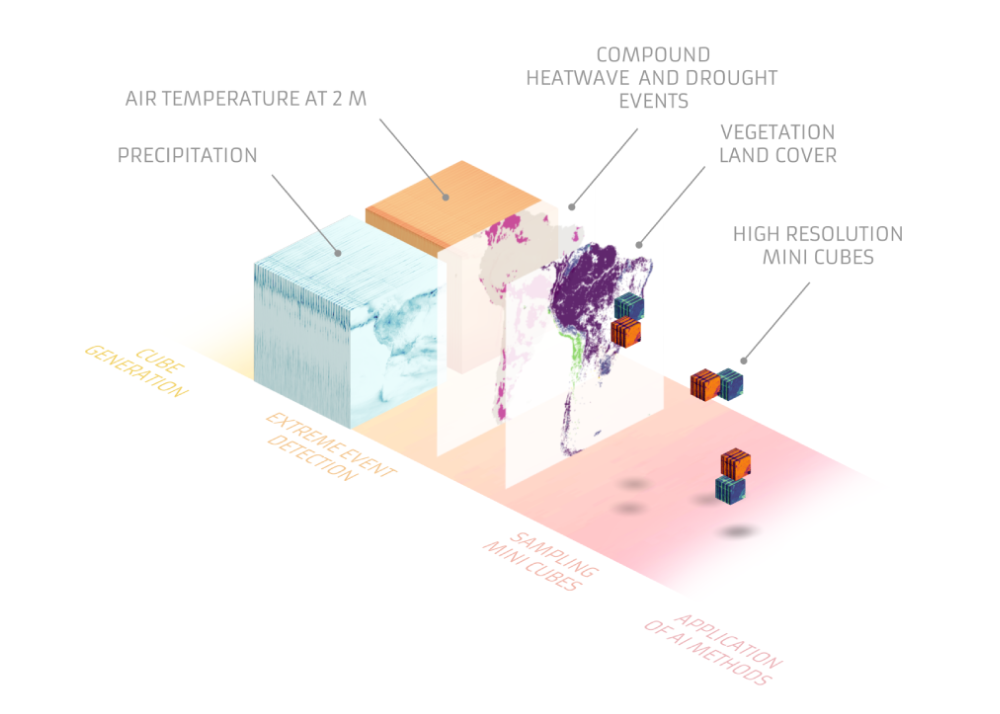 COMPOUND
HEATWAVE AND DROUGHT
EVENTS
AIR TEMPERATURE AT 2 M
VEGETATION
LAND COVER
PRECIPITATION
HIGH RESOLUTION
MINI CUBES
CUBE
GENERATION
EXTREME EVENT
DETECTION
SAMPLING
MINI CUBES
APPLICATION
OF AI METHODS